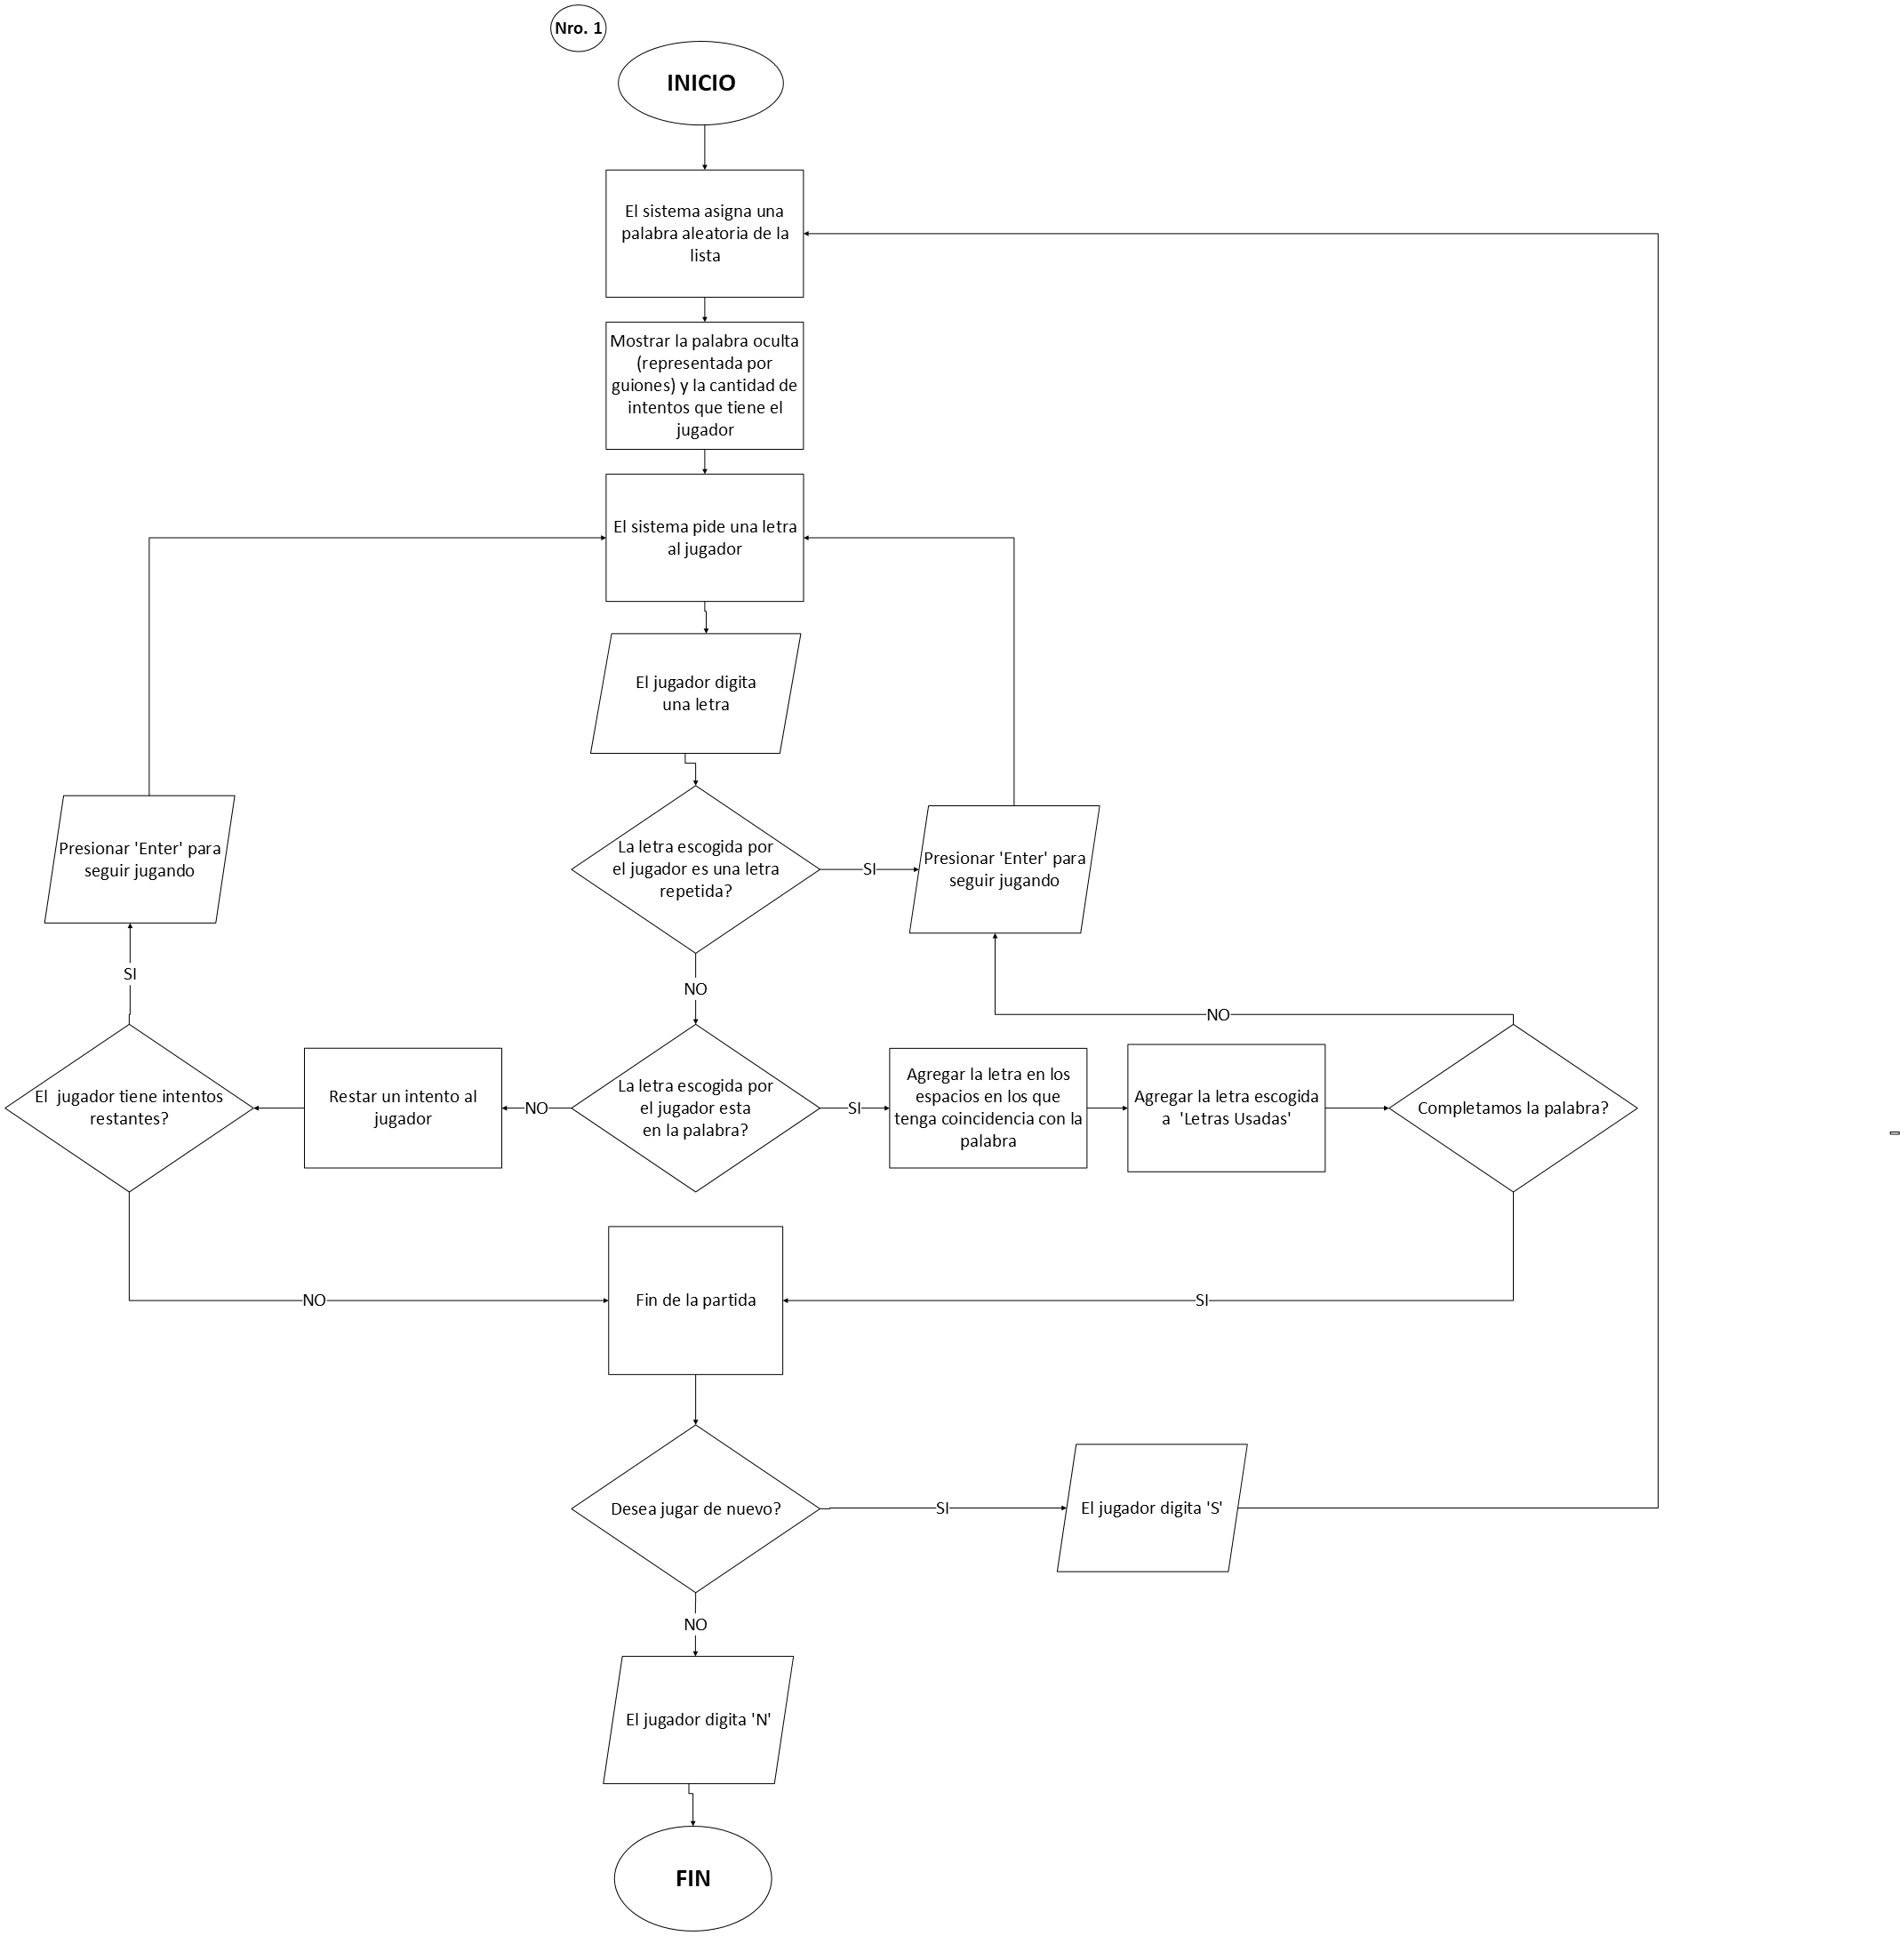 Nro. 1
INICIO
El sistema asigna una
palabra aleatoria de la
lista
Mostrar la palabra oculta
(representada por
guiones) y la cantidad de
intentos que tiene el
jugador
El sistema pide una letra
al jugador
El jugador digita
una letra
Presionar 'Enter' para
seguir jugando
La letra escogida por
el jugador es una letra
repetida?
SI
Presionar 'Enter' para
seguir jugando
SI
NO
NO
El  jugador tiene intentos
restantes?
Restar un intento al
jugador
NO
La letra escogida por
el jugador esta
en la palabra?
SI
Agregar la letra en los
espacios en los que
tenga coincidencia con la
palabra
Agregar la letra escogida
a  'Letras Usadas'
Completamos la palabra?
NO
Fin de la partida
SI
Desea jugar de nuevo?
SI
El jugador digita 'S'
NO
El jugador digita 'N'
FIN